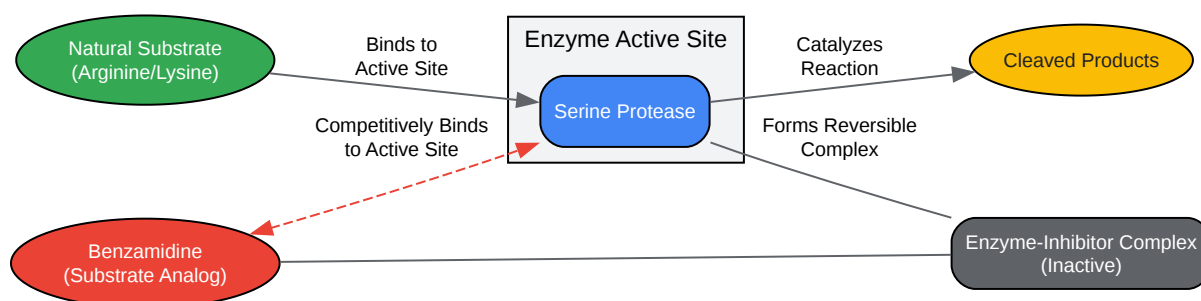 Natural Substrate
(Arginine/Lysine)
Binds to
Active Site
Enzyme Active Site
Serine Protease
Catalyzes
Reaction
Cleaved Products
Competitively Binds
to Active Site
Forms Reversible
Complex
Benzamidine
(Substrate Analog)
Enzyme-Inhibitor Complex
(Inactive)